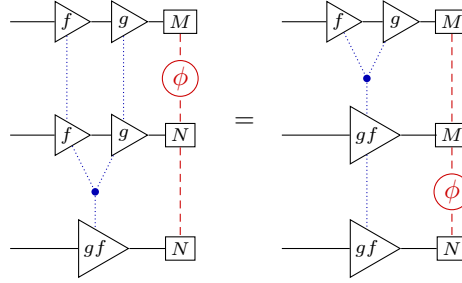 f g M f g M
ϕ
f g N = gf M
ϕ
gf N gf N